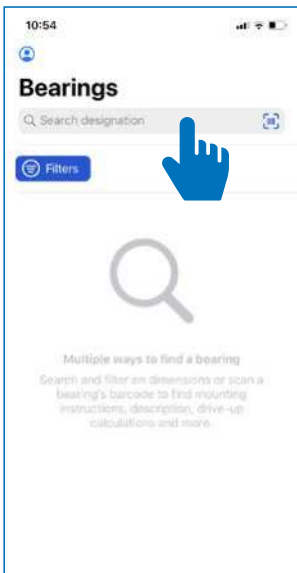 10:54
Bearings
Search designation
Filters
Multiple ways to find a bearing
Search and filter on dimensions or scan a
bearing's barcode to find mounting
instructions, description, drive-up
calculations and more.